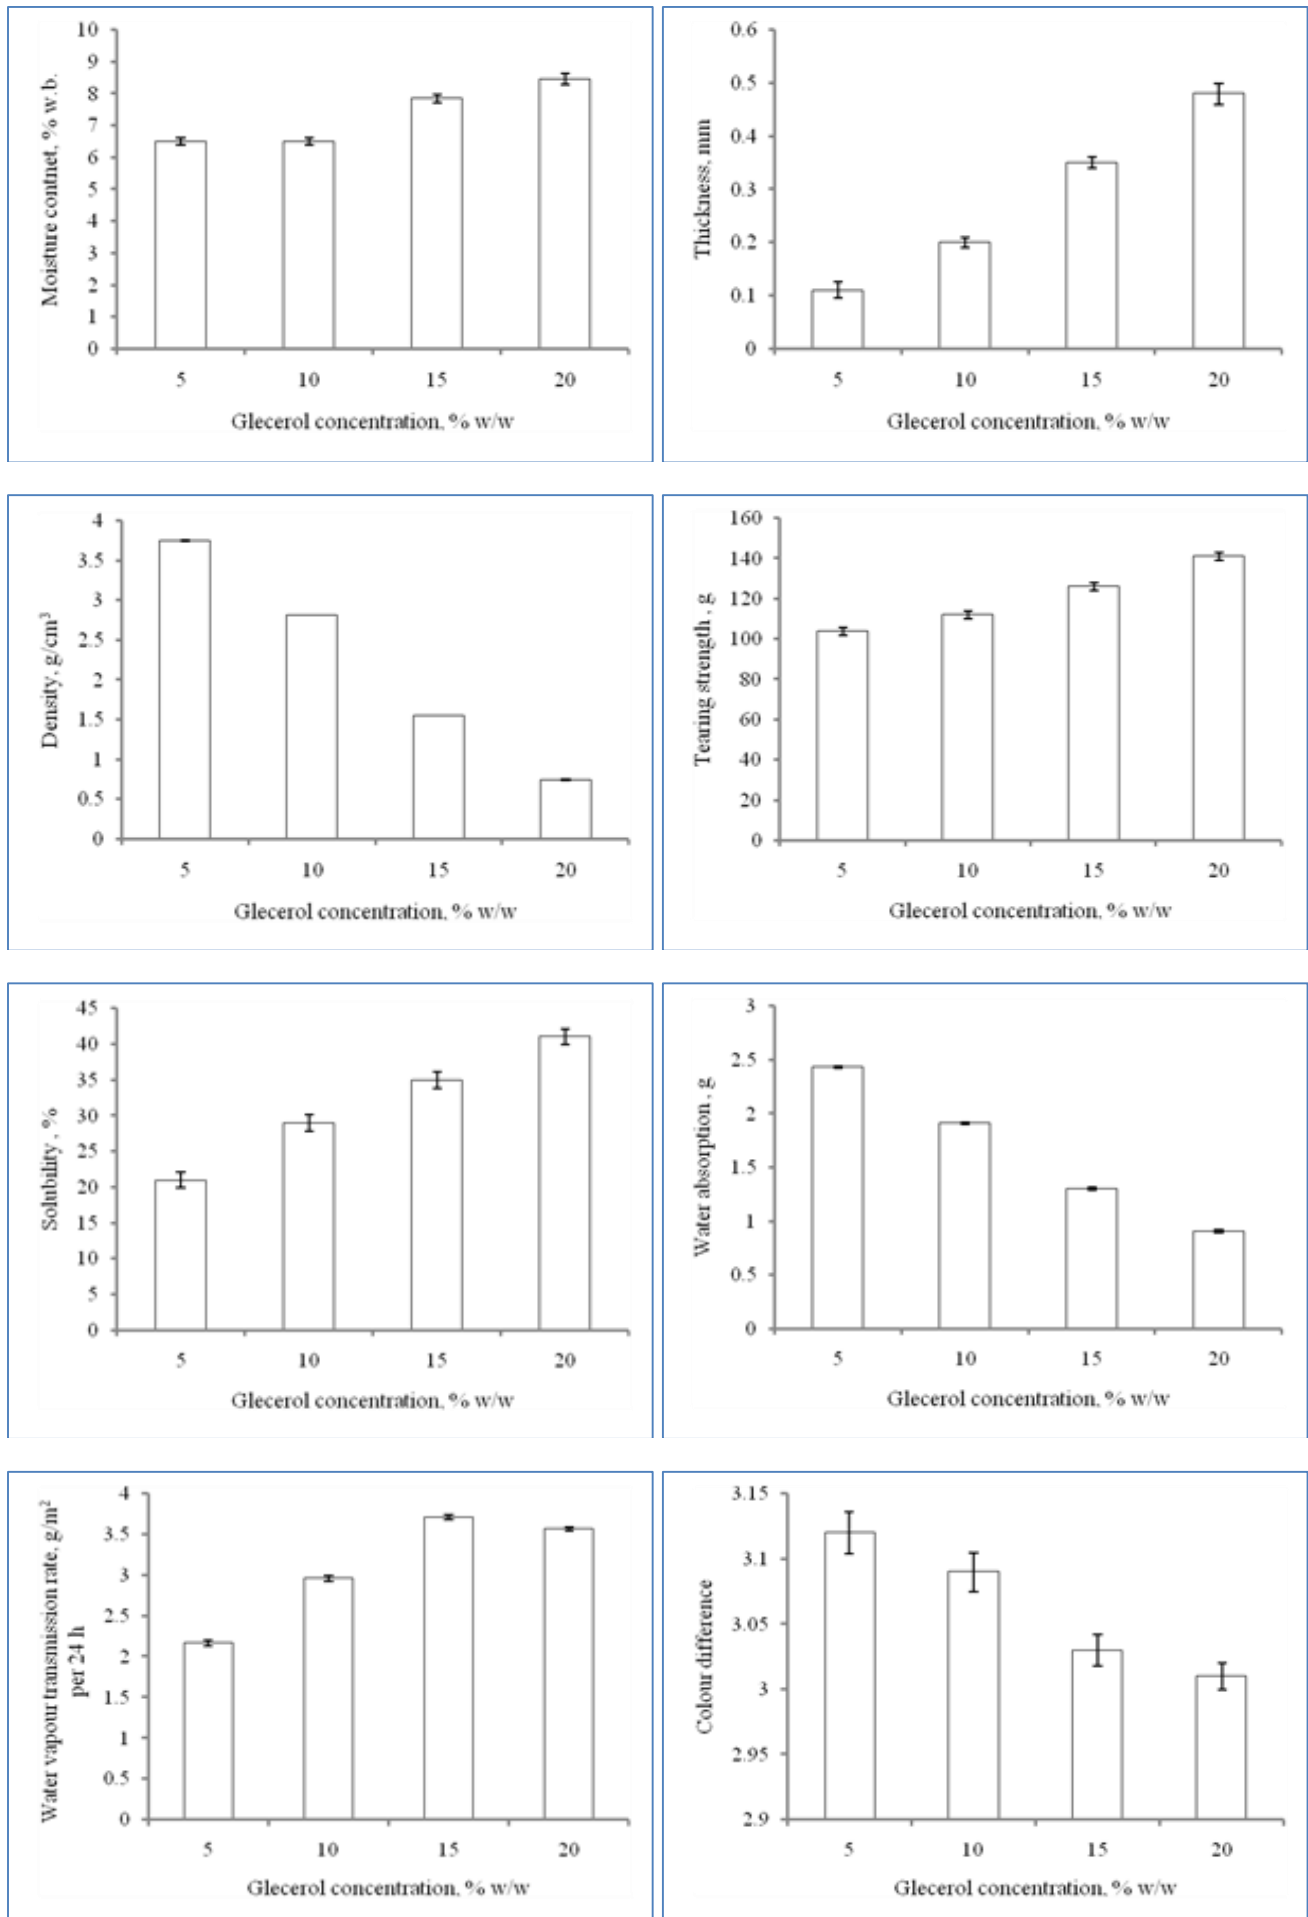 10
9
8
7
6
5
4
3
2
1
0
Moisture contnet, % w.b.
5 10 15 20
Glecerol concentration, % w/w
0.6
0.5
0.4
0.3
0.2
0.1
0
Thickness, mm
5 10 15 20
Glecerol concentration, % w/w
4
3.5
3
2.5
2
1.5
1
0.5
0
Density, g/cm³
5 10 15 20
Glecerol concentration, % w/w
160
140
120
100
80
60
40
20
0
Tearing strength , g
5 10 15 20
Glecerol concentration, % w/w
45
40
35
30
25
20
15
10
5
0
Solubility , %
5 10 15 20
Glecerol concentration, % w/w
3
2.5
2
1.5
1
0.5
0
Water absorption , g
5 10 15 20
Glecerol concentration, % w/w
4
3.5
3
2.5
2
1.5
1
0.5
0
Water vapour transmission rate, g/m²
per 24 h
5 10 15 20
Glecerol concentration, % w/w
3.15
3.1
3.05
3
2.95
2.9
Colour difference
5 10 15 20
Glecerol concentration, % w/w